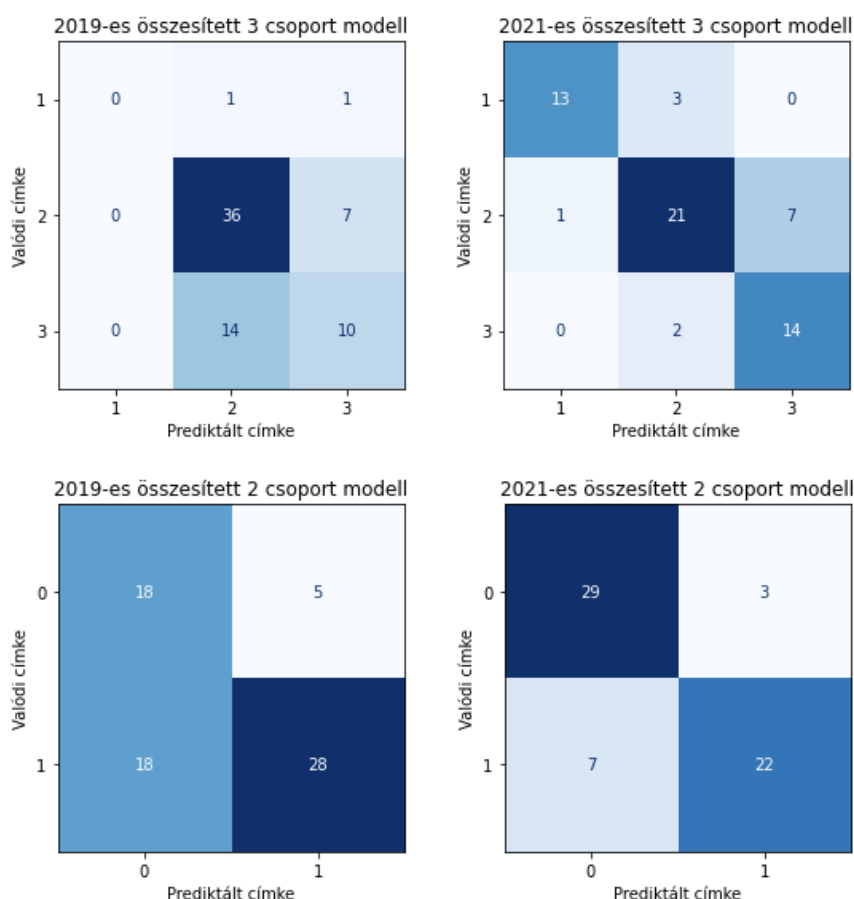 2019-es összesített 3 csoport modell
Valódi címke
1 0 1 1
2 0 36 7
3 0 14 10
1 2 3
Prediktált címke
2021-es összesített 3 csoport modell
Valódi címke
1 13 3 0
2 1 21 7
3 0 2 14
1 2 3
Prediktált címke
2019-es összesített 2 csoport modell
Valódi címke
0 18 5
1 18 28
0 1
Prediktált címke
2021-es összesített 2 csoport modell
Valódi címke
0 29 3
1 7 22
0 1
Prediktált címke